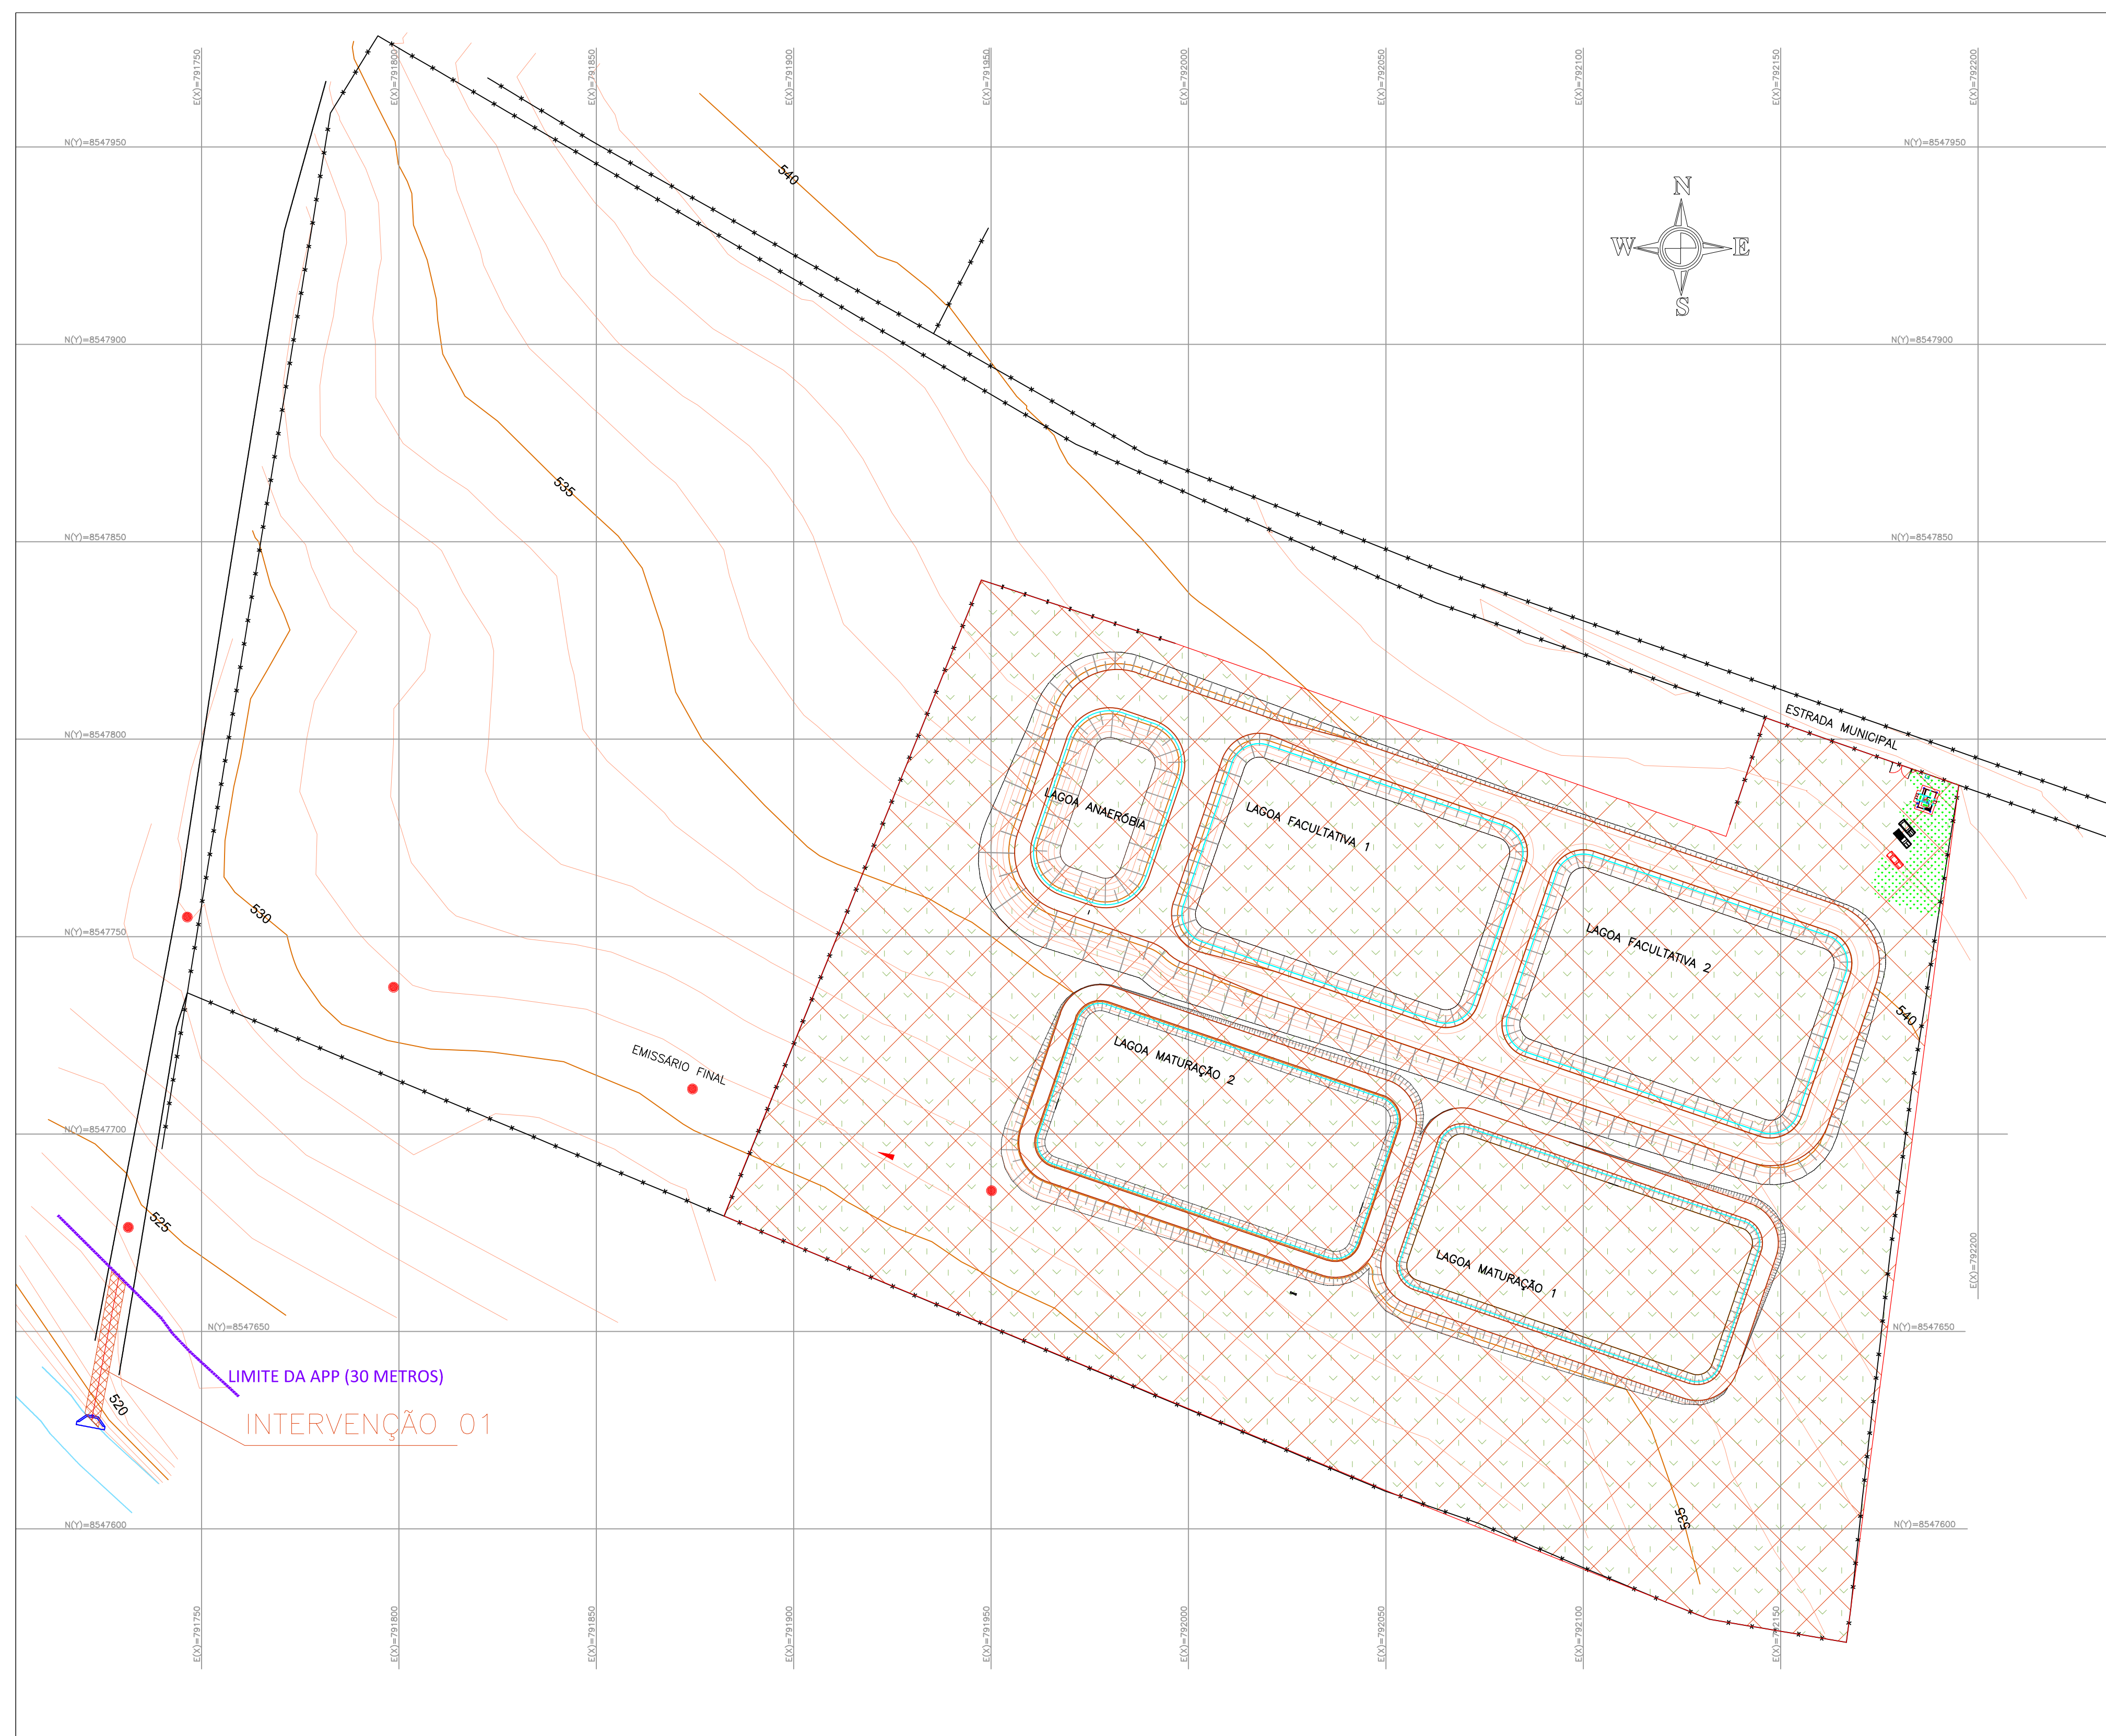 E(X)=791750
E(X)=791800
E(X)=791850
E(X)=791900
E(X)=791950
E(X)=792000
E(X)=792050
E(X)=792100
E(X)=792150
E(X)=792200
N(Y)=8547950
N(Y)=8547950
540
N
W
E
S
N(Y)=8547900
N(Y)=8547900
535
N(Y)=8547850
N(Y)=8547850
ESTRADA MUNICIPAL
N(Y)=8547800
LAGOA ANAERÓBIA
LAGOA FACULTATIVA 1
530
N(Y)=8547750
LAGOA FACULTATIVA 2
540
EMISSÁRIO FINAL
LAGOA MATURAÇÃO 2
N(Y)=8547700
525
LAGOA MATURAÇÃO 1
E(X)=792200
N(Y)=8547650
N(Y)=8547650
LIMITE DA APP (30 METROS)
520
INTERVENÇÃO 01
535
N(Y)=8547600
N(Y)=8547600
E(X)=791750
E(X)=791800
E(X)=791850
E(X)=791900
E(X)=791950
E(X)=792000
E(X)=792050
E(X)=792100
E(X)=792150